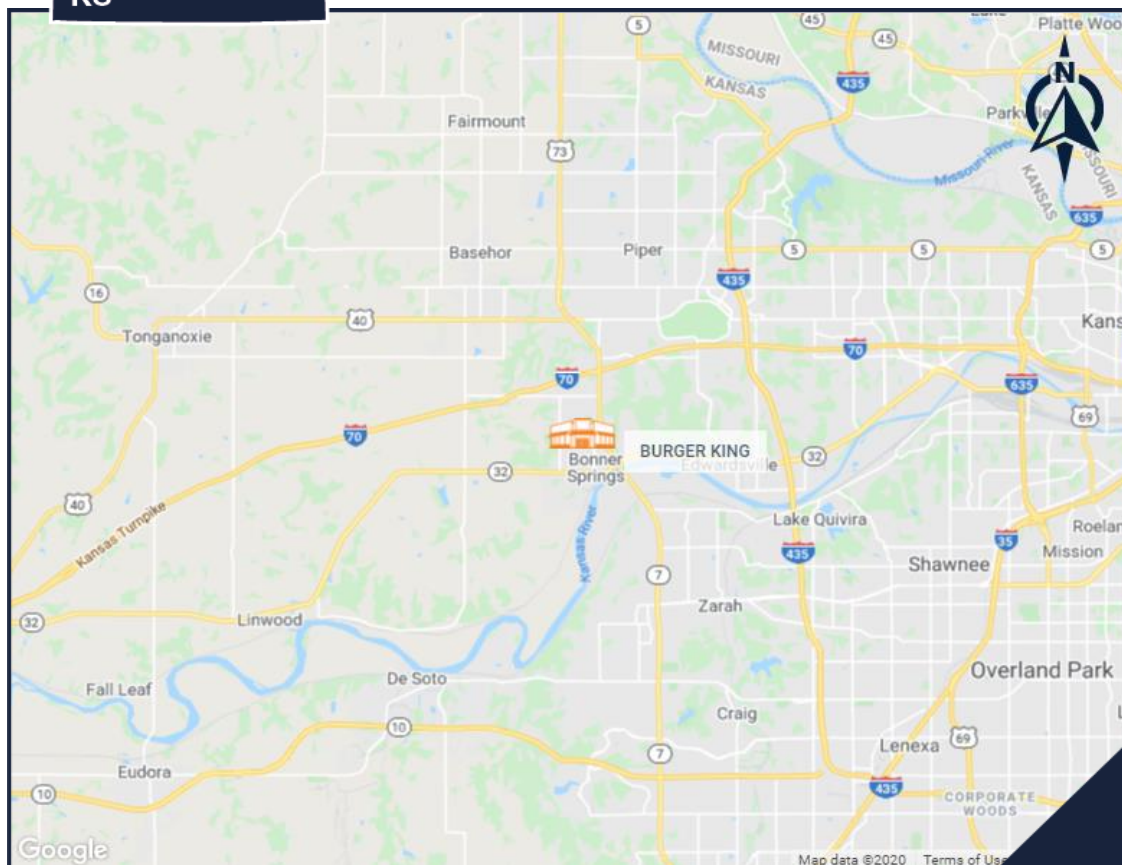 KS
5
45
45
Platte Woo
MISSOURI
KANSAS
435
N
Parkville
Fairmount
73
Missouri River
MISSOURI
KANSAS
635
Basehor
Piper
5
5
5
435
16
40
Kans
Tonganoxie
70
70
635
70
69
BURGER KING
Bonner
Springs
Edwardsville
32
32
40
Kansas Turnpike
Kansas River
Lake Quivira
35
Roelan
435
Mission
Shawnee
7
Zarah
32
Linwood
Overland Park
De Soto
Fall Leaf
Craig
10
69
7
Lenexa
Eudora
435
10
CORPORATE
WOODS
Google
Map data ©2020 Terms of Use